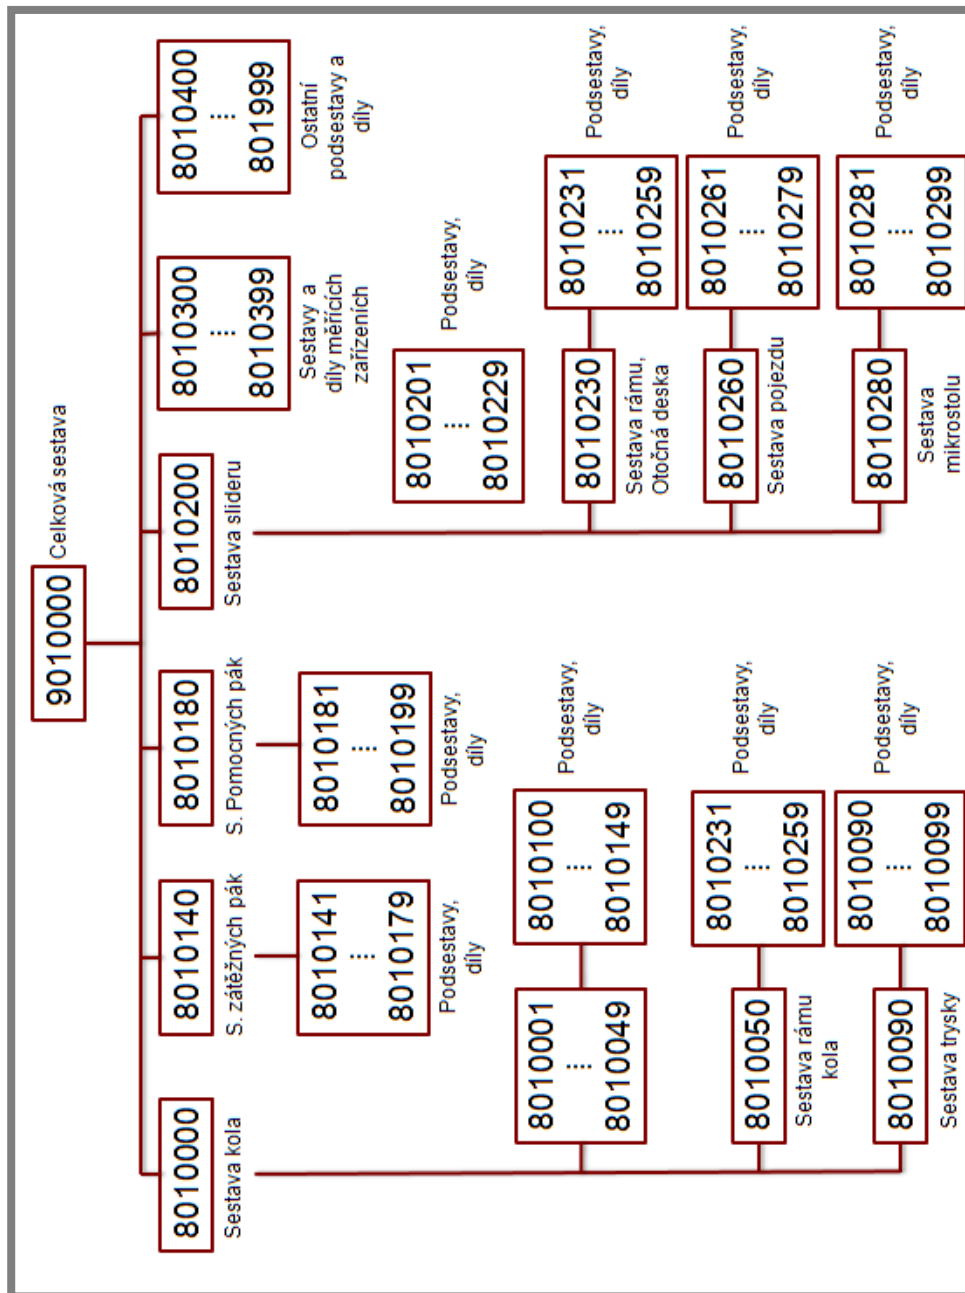 9010000
Celková sestava
8010000
Sestava kola
8010140
S. zátěžných pák
8010180
S. Pomocných pák
8010200
Sestava slideru
8010300
⋮
8010399
Sestavy a
díly měřících
zařízeních
8010400
⋮
801999
Ostatní
podsestavy a
díly
8010141
⋮
8010179
Podsestavy,
díly
8010181
⋮
8010199
Podsestavy,
díly
8010201
⋮
8010229
Podsestavy,
díly
8010001
⋮
8010049
8010100
⋮
8010149
Podsestavy,
díly
8010230
Sestava rámu,
Otočná deska
8010231
⋮
8010259
Podsestavy,
díly
8010050
Sestava rámu
kola
8010231
⋮
8010259
Podsestavy,
díly
8010260
Sestava pojezdu
8010261
⋮
8010279
Podsestavy,
díly
8010090
Sestava trysky
8010090
⋮
8010099
Podsestavy,
díly
8010280
Sestava
mikrostolu
8010281
⋮
8010299
Podsestavy,
díly